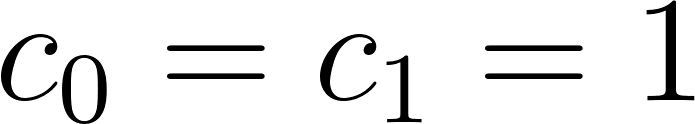 c₀ = c₁ = 1